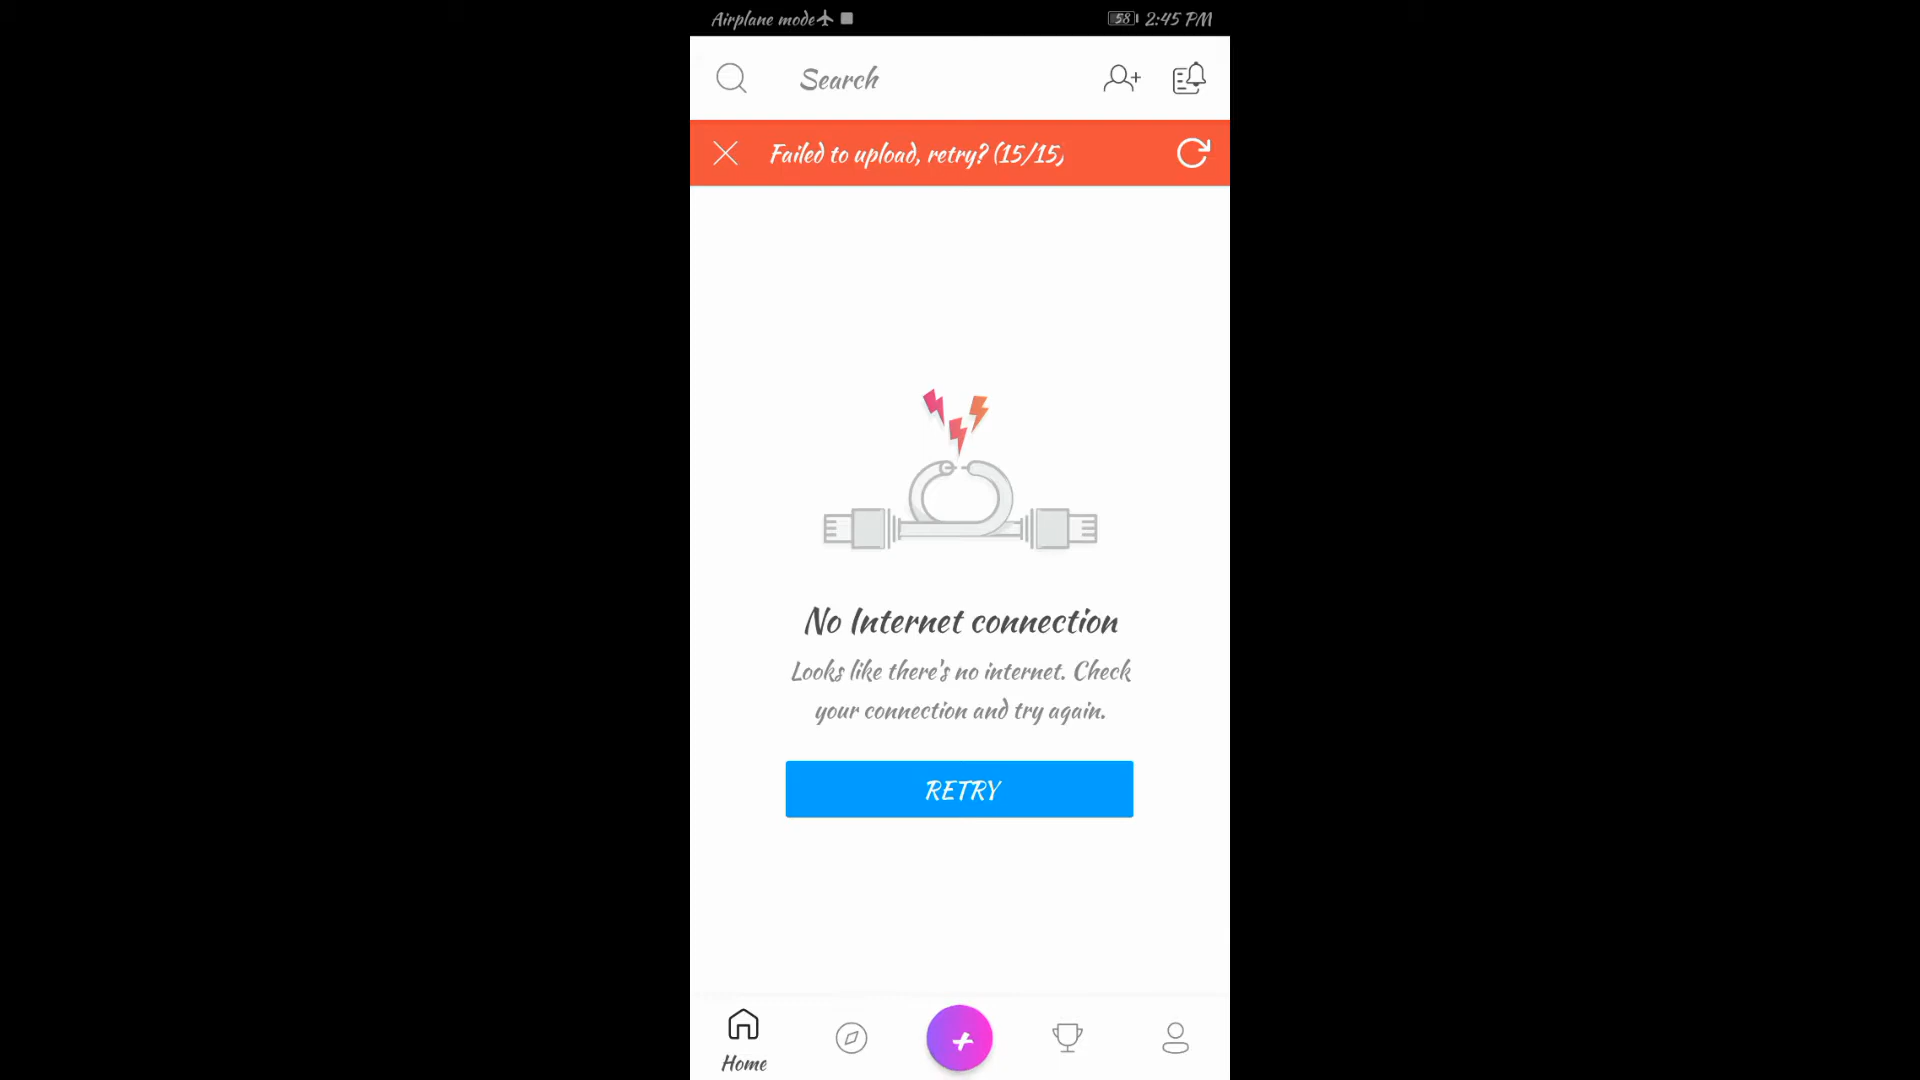 Airplane mode 58 2:45 PM
Search
Failed to upload, retry? (15/15)
No Internet connection
Looks like there's no internet. Check
your connection and try again.
RETRY
Home